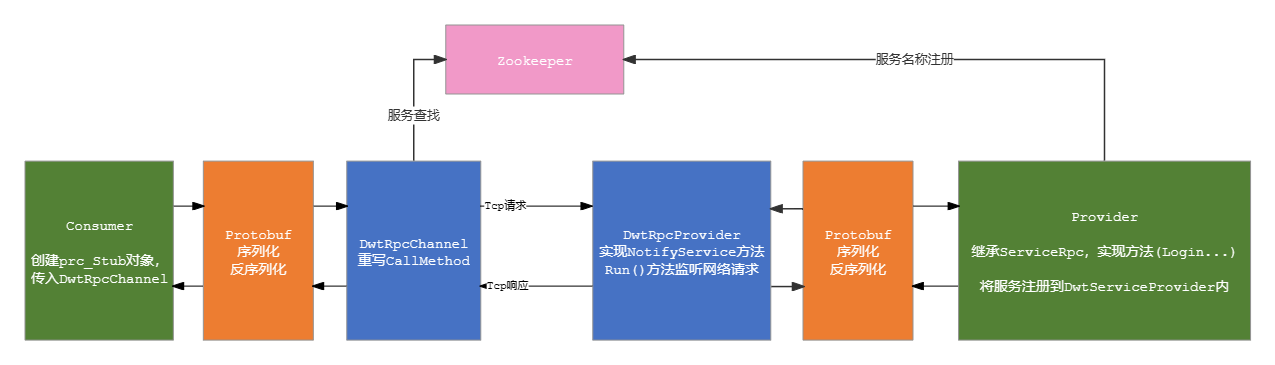 Zookeeper
服务名称注册
服务查找
Consumer
创建prc_Stub对象,
传入DwtRpcChannel
Protobuf
序列化
反序列化
DwtRpcChannel
重写CallMethod
Tcp请求
Tcp响应
DwtRpcProvider
实现NotifyService方法
Run()方法监听网络请求
Protobuf
序列化
反序列化
Provider
继承ServiceRpc, 实现方法(Login...)
将服务注册到DwtServiceProvider内